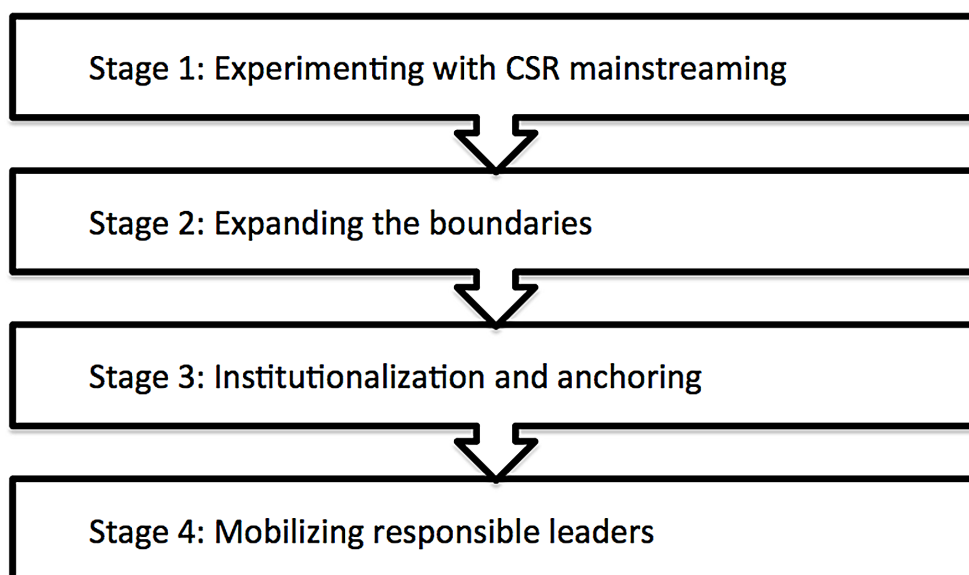 Stage 1: Experimenting with CSR mainstreaming
Stage 2: Expanding the boundaries
Stage 3: Institutionalization and anchoring
Stage 4: Mobilizing responsible leaders